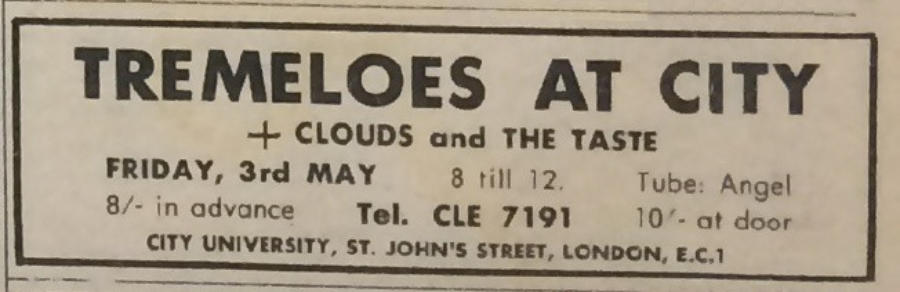 TREMELOES AT CITY
+ CLOUDS and THE TASTE
FRIDAY, 3rd MAY 8 till 12. Tube: Angel
8/- in advance Tel. CLE 7191 10'- at door
CITY UNIVERSITY, ST. JOHN'S STREET, LONDON, E.C.1